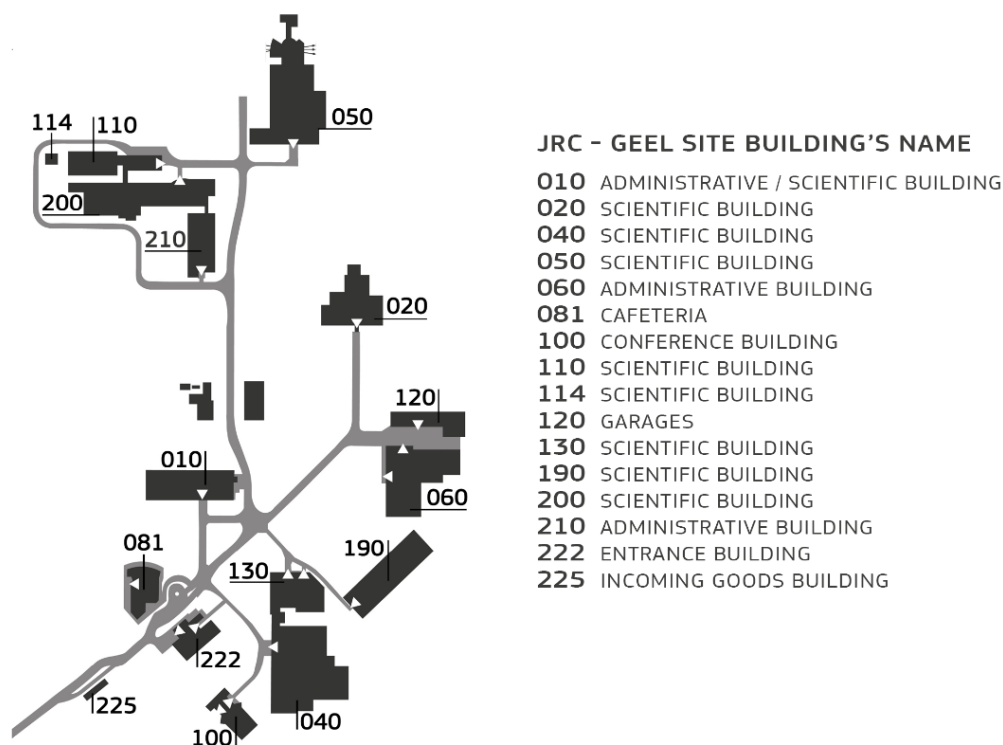 050
114
110
200
210
020
120
010
060
081
190
130
222
225
040
100
JRC - GEEL SITE BUILDING'S NAME
010 ADMINISTRATIVE / SCIENTIFIC BUILDING
020 SCIENTIFIC BUILDING
040 SCIENTIFIC BUILDING
050 SCIENTIFIC BUILDING
060 ADMINISTRATIVE BUILDING
081 CAFETERIA
100 CONFERENCE BUILDING
110 SCIENTIFIC BUILDING
114 SCIENTIFIC BUILDING
120 GARAGES
130 SCIENTIFIC BUILDING
190 SCIENTIFIC BUILDING
200 SCIENTIFIC BUILDING
210 ADMINISTRATIVE BUILDING
222 ENTRANCE BUILDING
225 INCOMING GOODS BUILDING